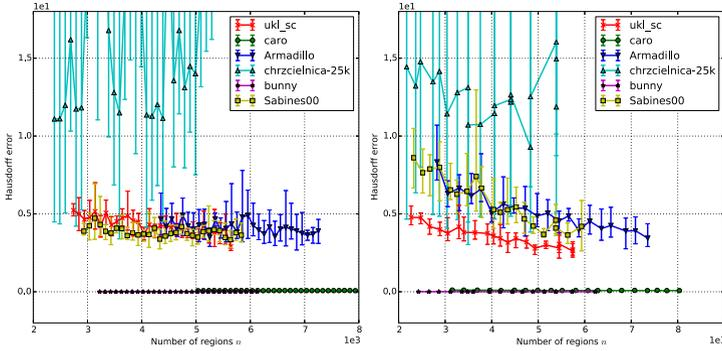 1e1
1.5
1.0
0.5
0.0
Hausdorff error
2
3
4
5
6
7
8
1e3
Number of regions n
ukl_sc
caro
Armadillo
chrzcielnica-25k
bunny
Sabines00
1e1
1.5
1.0
0.5
0.0
Hausdorff error
2
3
4
5
6
7
8
9
1e3
Number of regions n
ukl_sc
caro
Armadillo
chrzcielnica-25k
bunny
Sabines00